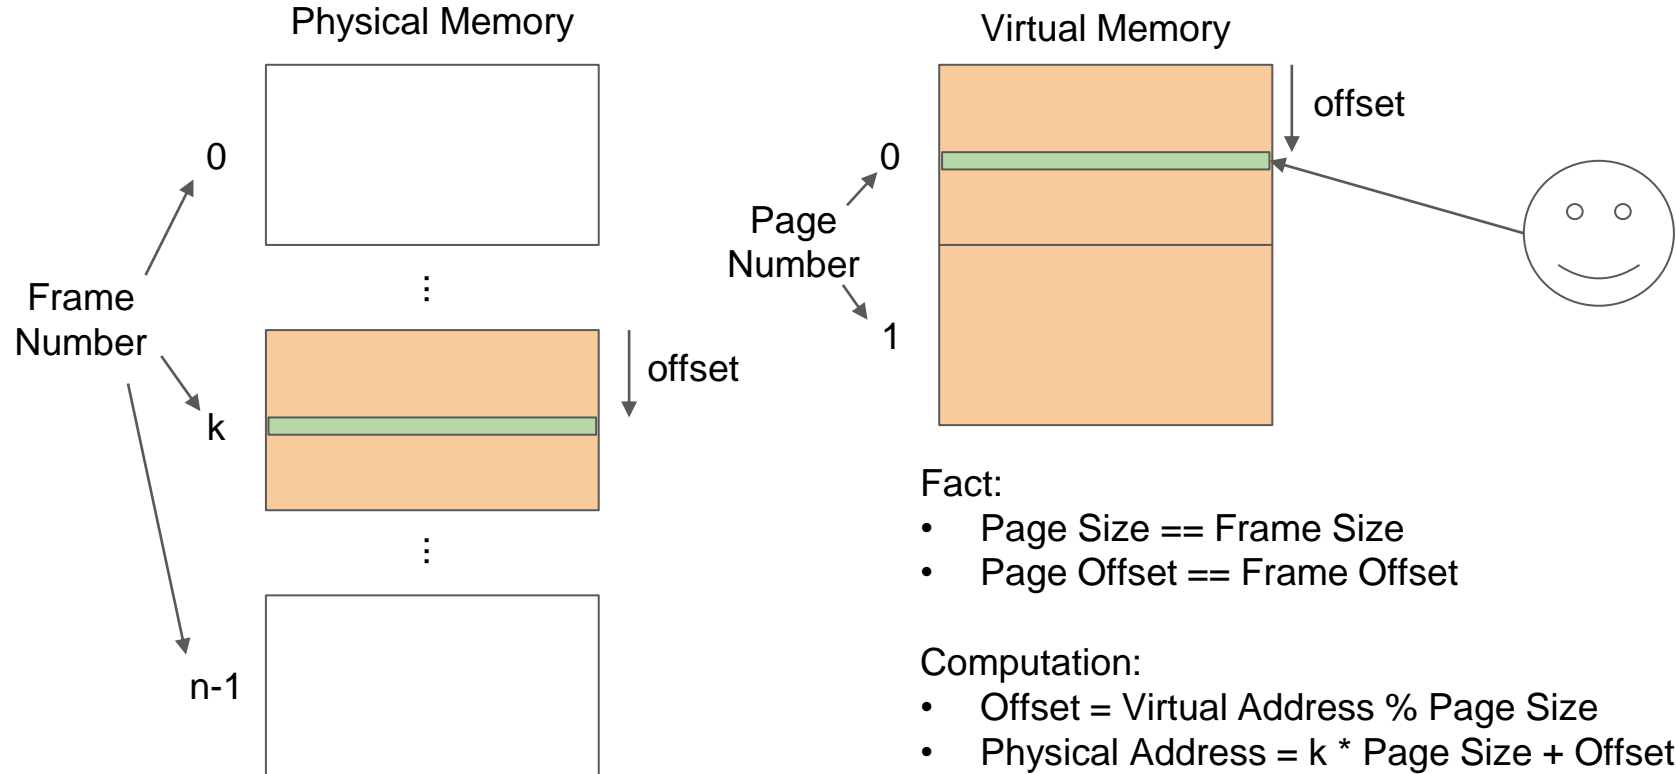 Physical Memory
Virtual Memory
offset
0
0
Page
Number
Frame
Number
⋮
1
offset
k
Fact:
• Page Size == Frame Size
• Page Offset == Frame Offset
⋮
Computation:
n-1
• Offset = Virtual Address % Page Size
• Physical Address = k * Page Size + Offset